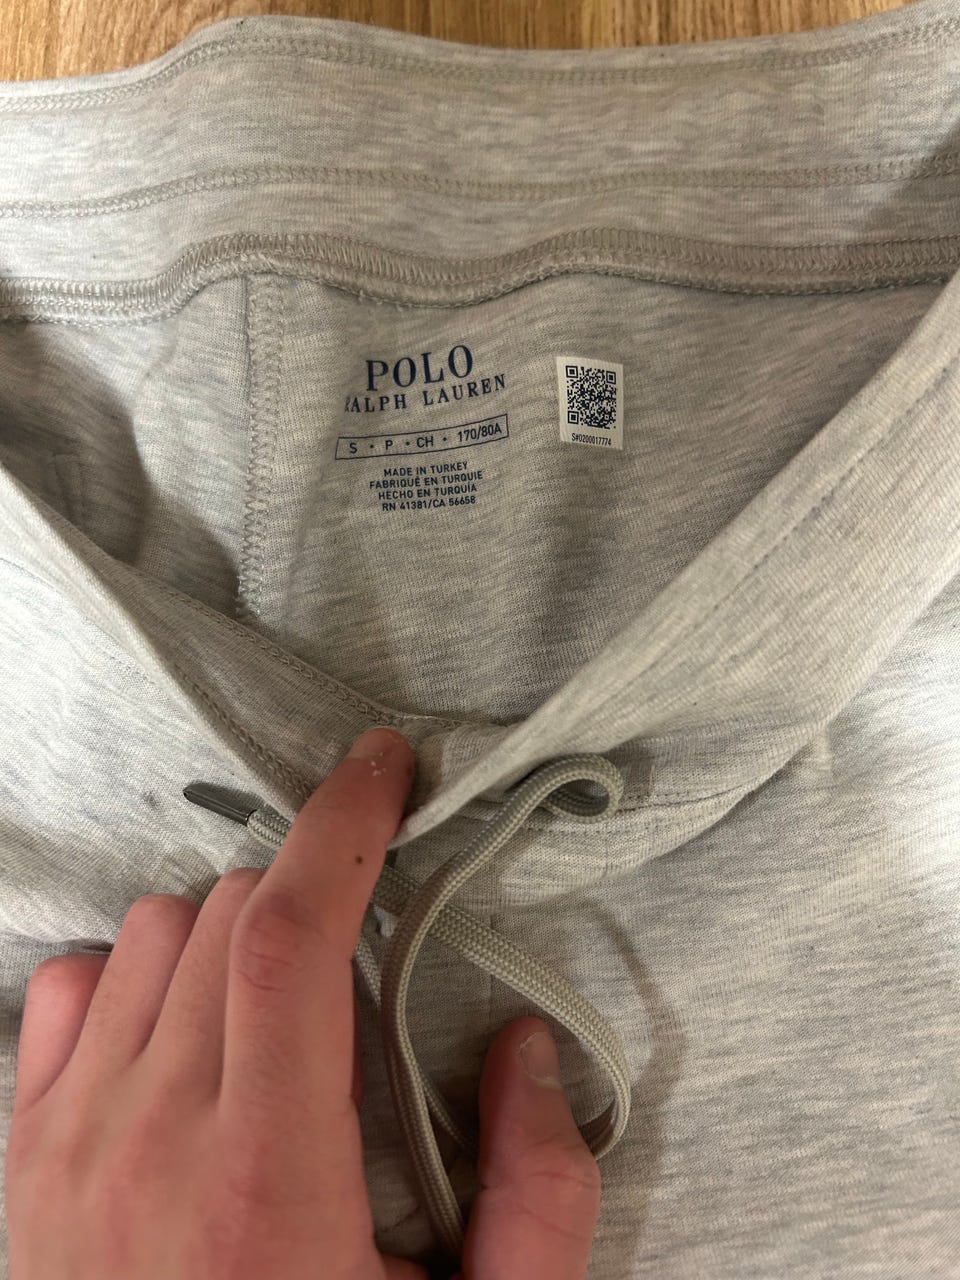 POLO
RALPH LAUREN
S • P • CH • 170/80A
MADE IN TURKEY
FABRIQUÉ EN TURQUIE
HECHO EN TURQUÍA
RN 41381/CA 56658
S#0200017774